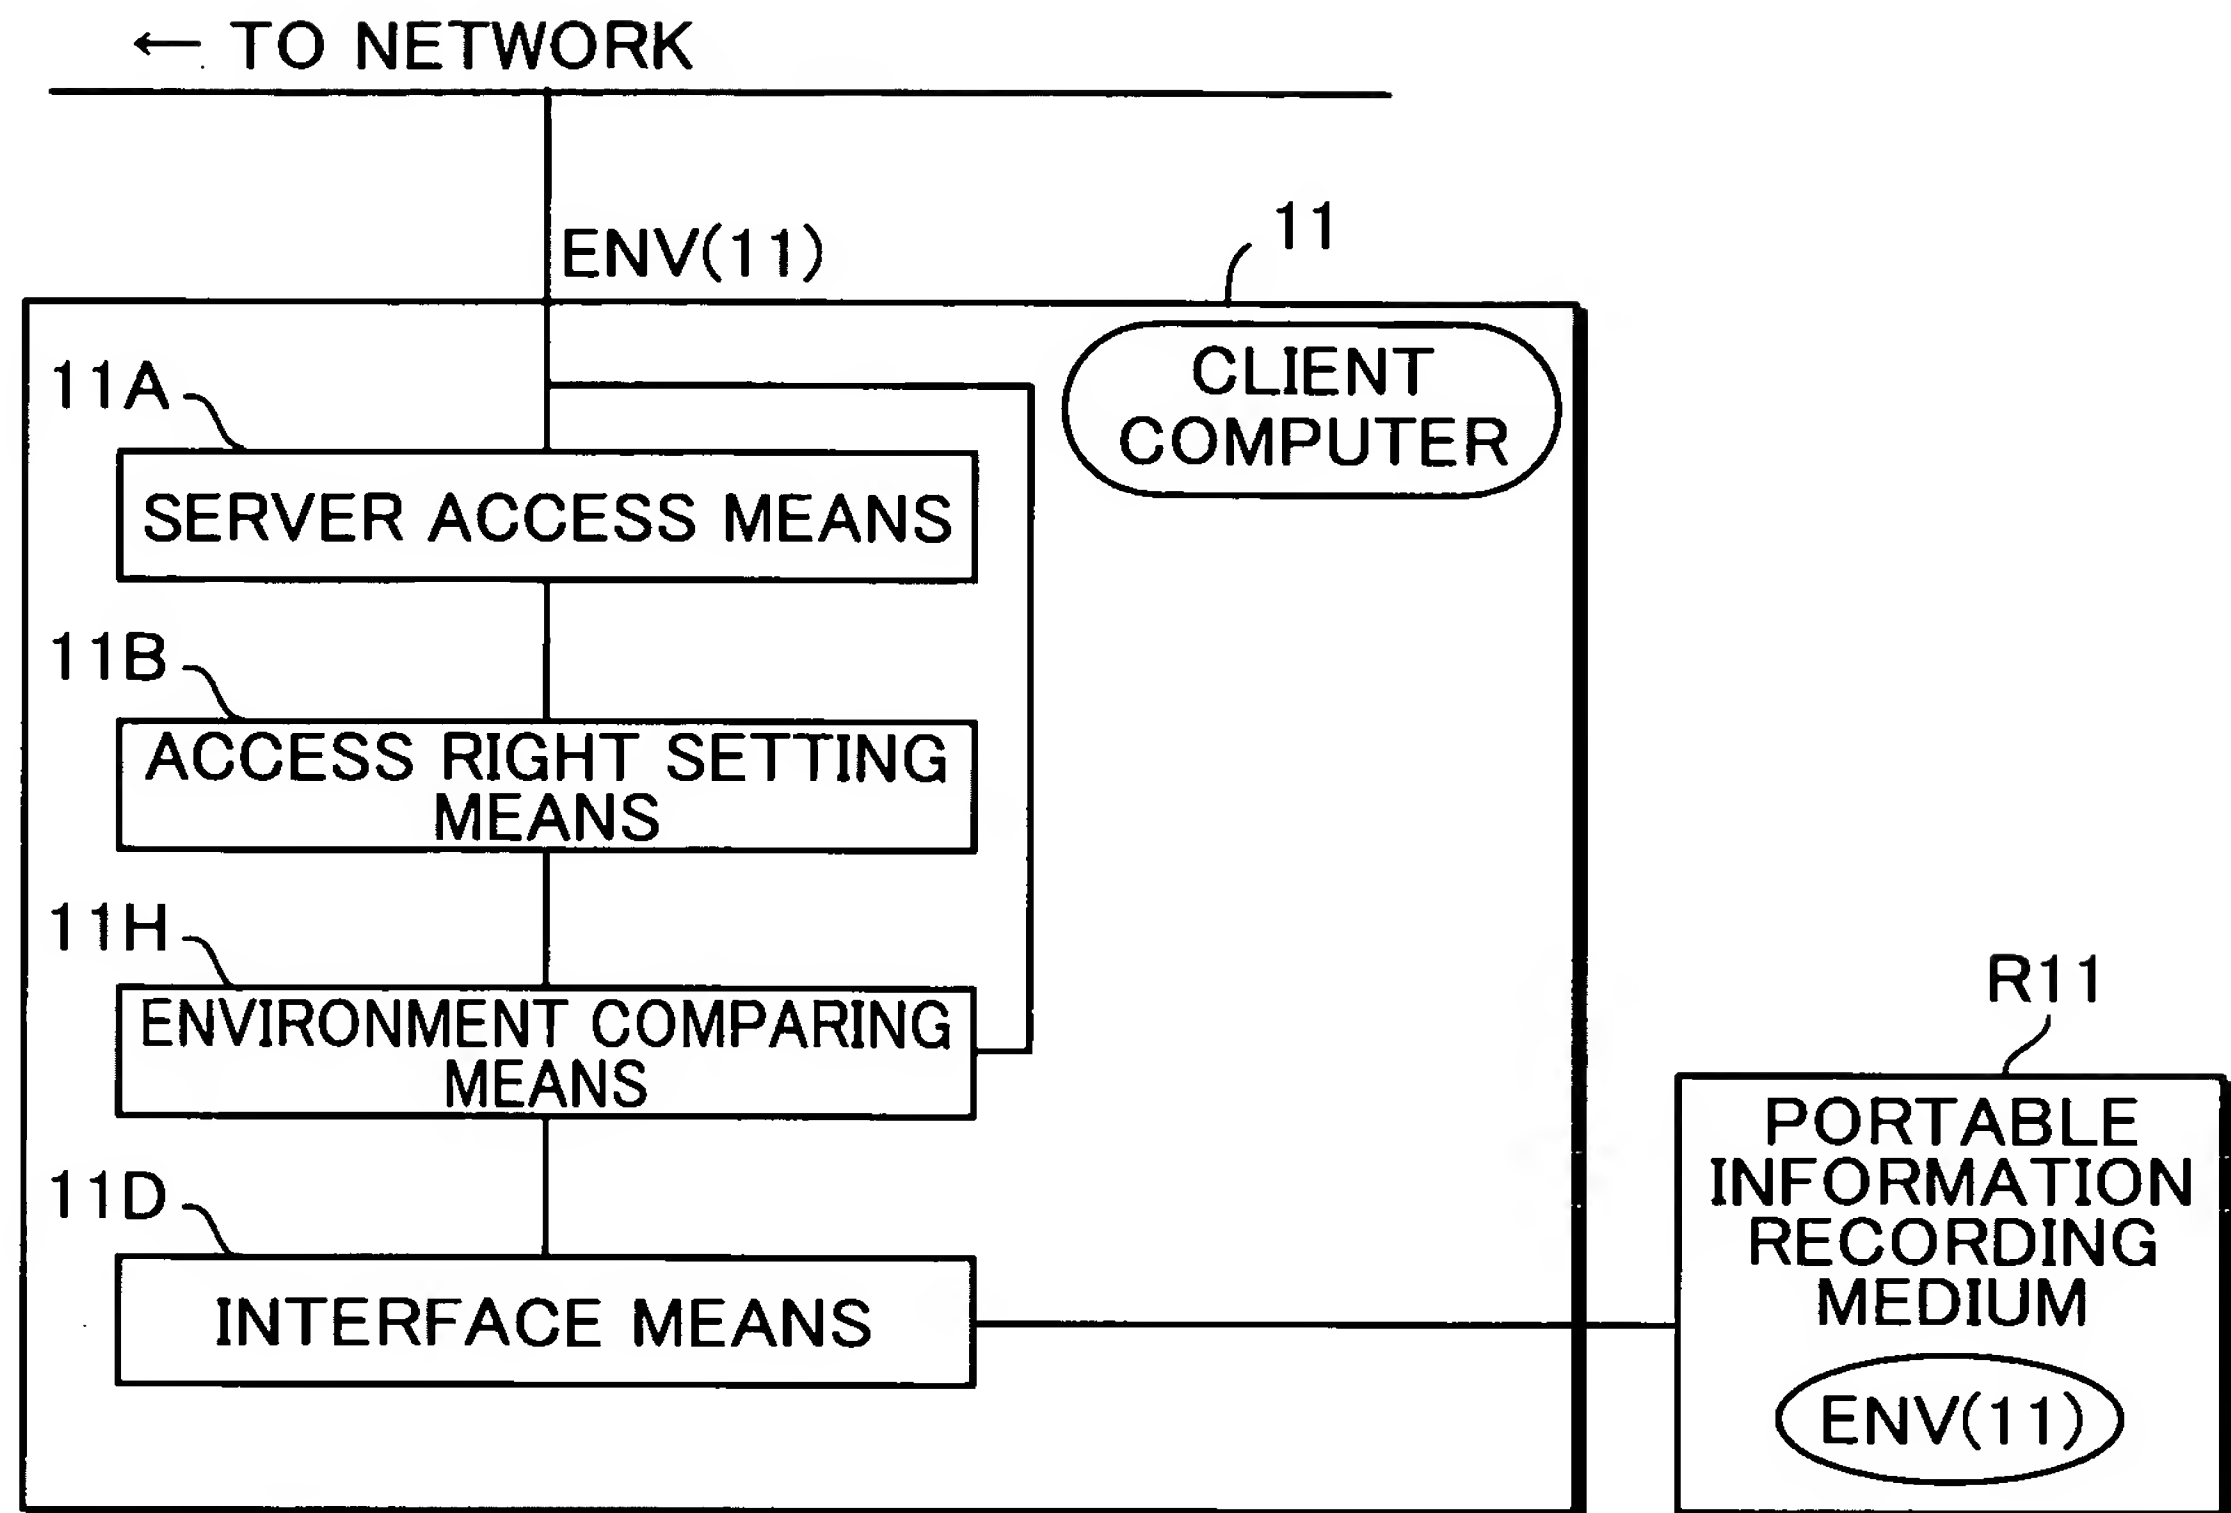 ← TO NETWORK
ENV(11)
11
CLIENT
COMPUTER
11A
SERVER ACCESS MEANS
11B
ACCESS RIGHT SETTING
MEANS
11H
ENVIRONMENT COMPARING
MEANS
11D
INTERFACE MEANS
R11
PORTABLE
INFORMATION
RECORDING
MEDIUM
ENV(11)